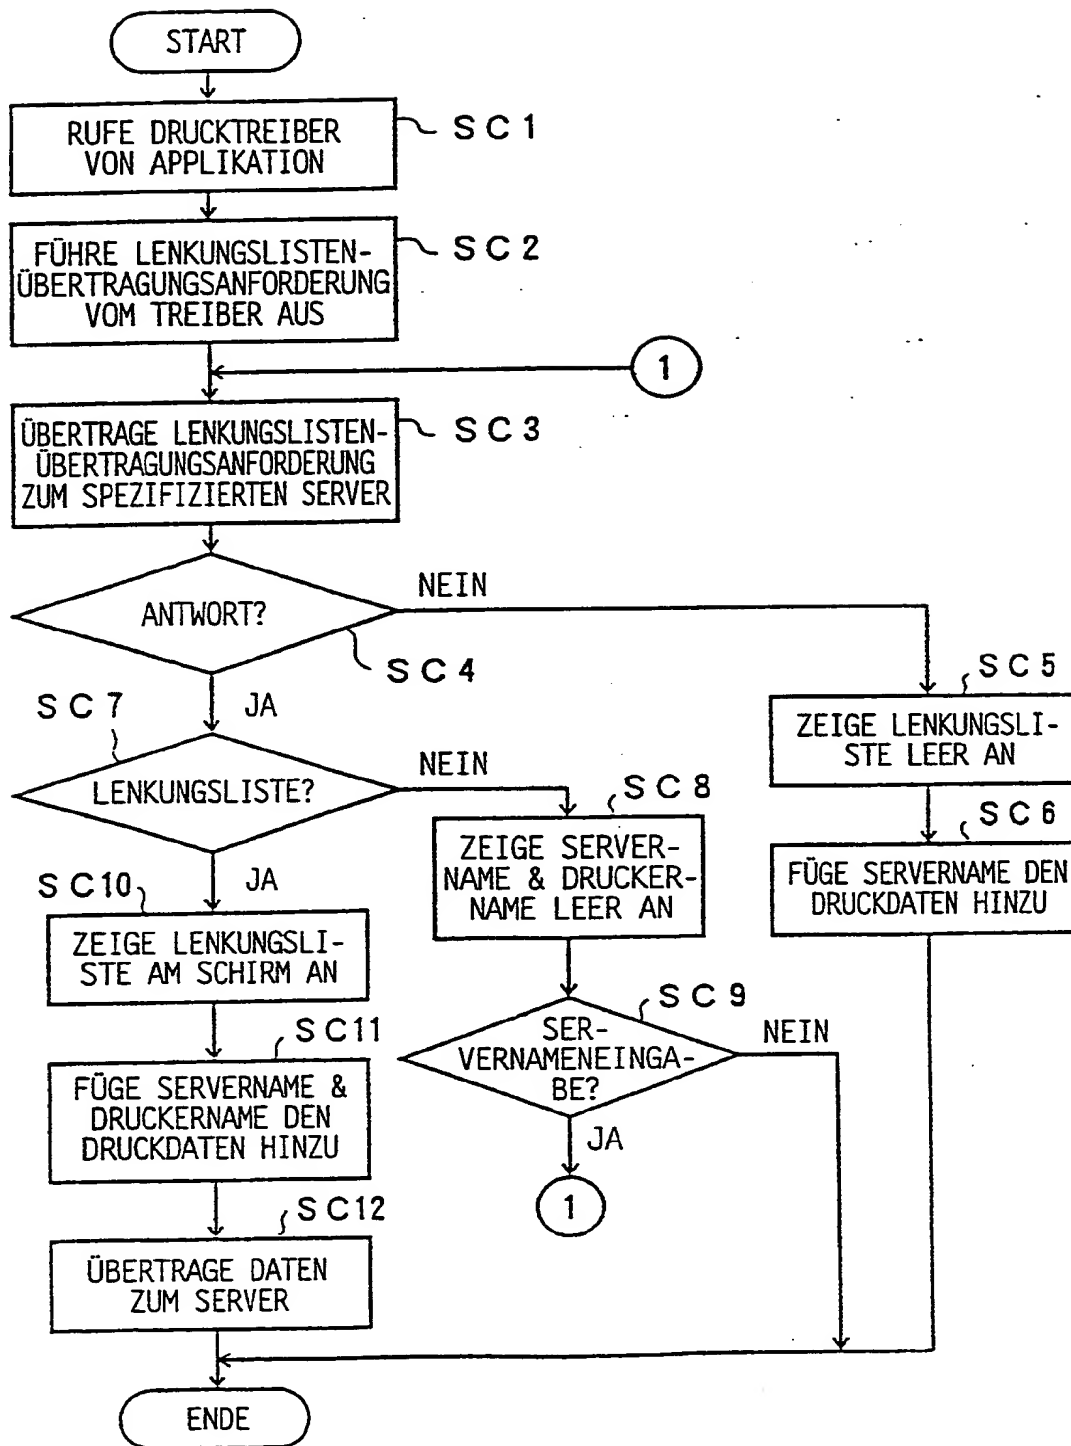 START
RUFE DRUCKTREIBER
VON APPLIKATION
SC1
FÜHRE LENKUNGSLISTEN-
ÜBERTRAGUNGSANFORDERUNG
VOM TREIBER AUS
SC2
1
ÜBERTRAGE LENKUNGSLISTEN-
ÜBERTRAGUNGSANFORDERUNG
ZUM SPEZIFIZIERTEN SERVER
SC3
ANTWORT?
NEIN
SC4
JA
SC5
ZEIGE LENKUNGSLI-
STE LEER AN
SC6
FÜGE SERVERNAME DEN
DRUCKDATEN HINZU
SC7
LENKUNGSLISTE?
NEIN
JA
SC8
ZEIGE SERVER-
NAME & DRUCKER-
NAME LEER AN
SC9
SER-
VERNAMENEINGA-
BE?
NEIN
JA
1
SC10
ZEIGE LENKUNGSLI-
STE AM SCHIRM AN
SC11
FÜGE SERVERNAME &
DRUCKERNAME DEN
DRUCKDATEN HINZU
SC12
ÜBERTRAGE DATEN
ZUM SERVER
ENDE